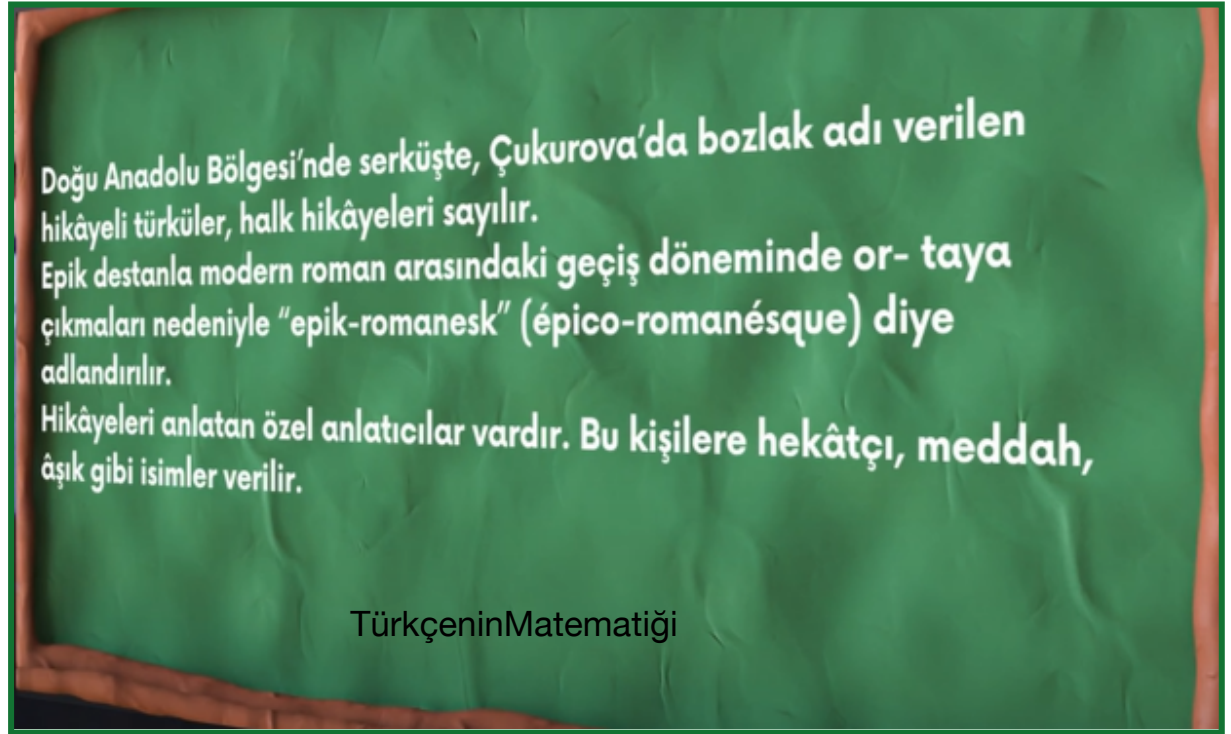 Doğu Anadolu Bölgesi’nde serküşte, Çukurova’da bozlak adı verilen
hikâyeli türküler, halk hikâyeleri sayılır.
Epik destanla modern roman arasındaki geçiş döneminde or- taya
çıkmaları nedeniyle “epik-romanesk” (épico-romanésque) diye
adlandırılır.
Hikâyeleri anlatan özel anlatıcılar vardır. Bu kişilere hekâtçı, meddah,
âşık gibi isimler verilir.
TürkçeninMatematiği